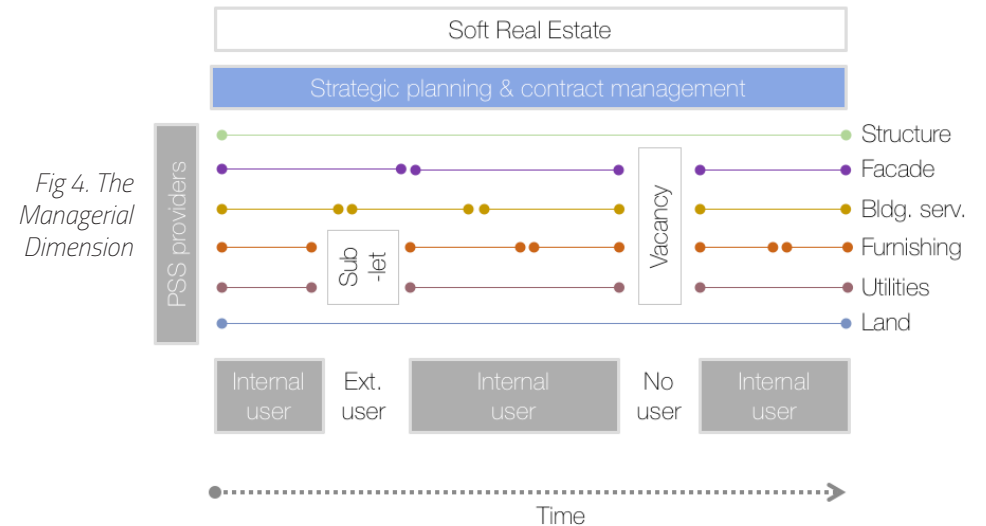 Soft Real Estate
Strategic planning & contract management
Fig 4. The
Managerial
Dimension
PSS providers
Structure
Facade
Bldg. serv.
Furnishing
Utilities
Land
Sub
-let
Vacancy
Internal
user
Ext.
user
Internal
user
No
user
Internal
user
Time